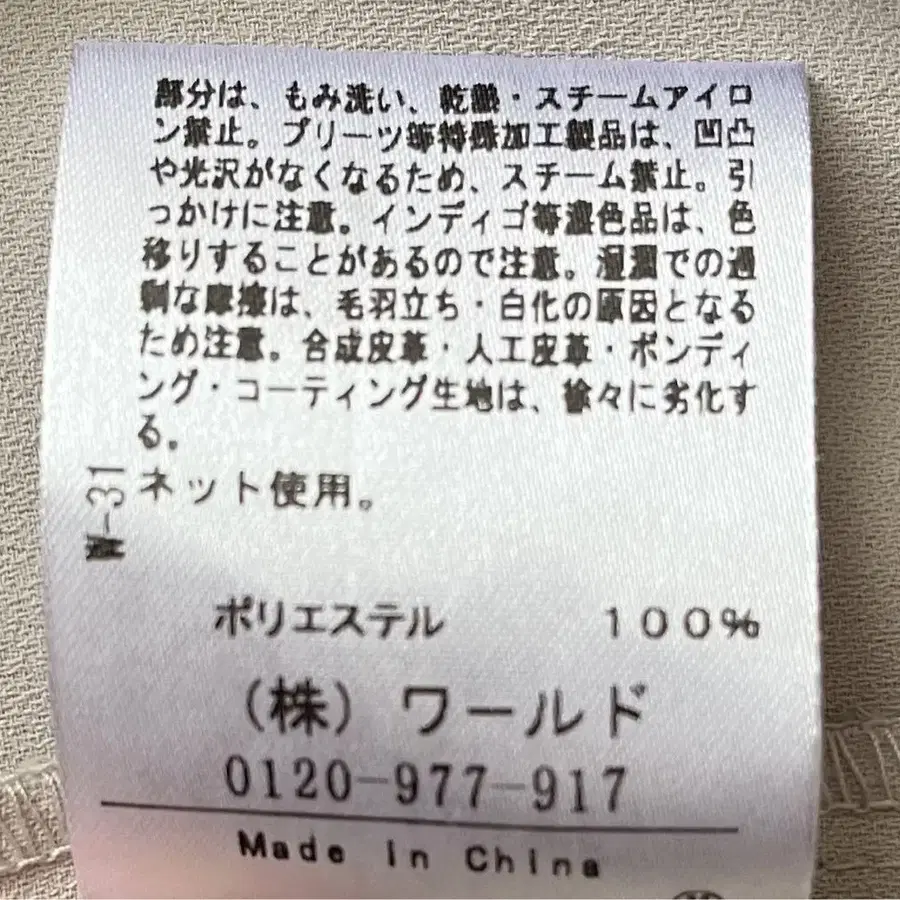 部分は、もみ洗い、乾熱・スチームアイロ
ン禁止。プリーツ等特殊加工製品は、凹凸
や光沢がなくなるため、スチーム禁止。引
っかけに注意。インディゴ等濃色品は、色
移りすることがあるので注意。湿潤での過
剰な摩擦は、毛羽立ち・白化の原因となる
ため注意。合成皮革・人工皮革・ボンディ
ング・コーティング生地は、徐々に劣化す
る。
ネット使用。
W-31
ポリエステル 100%
(株)ワールド
0120-977-917
Made in China